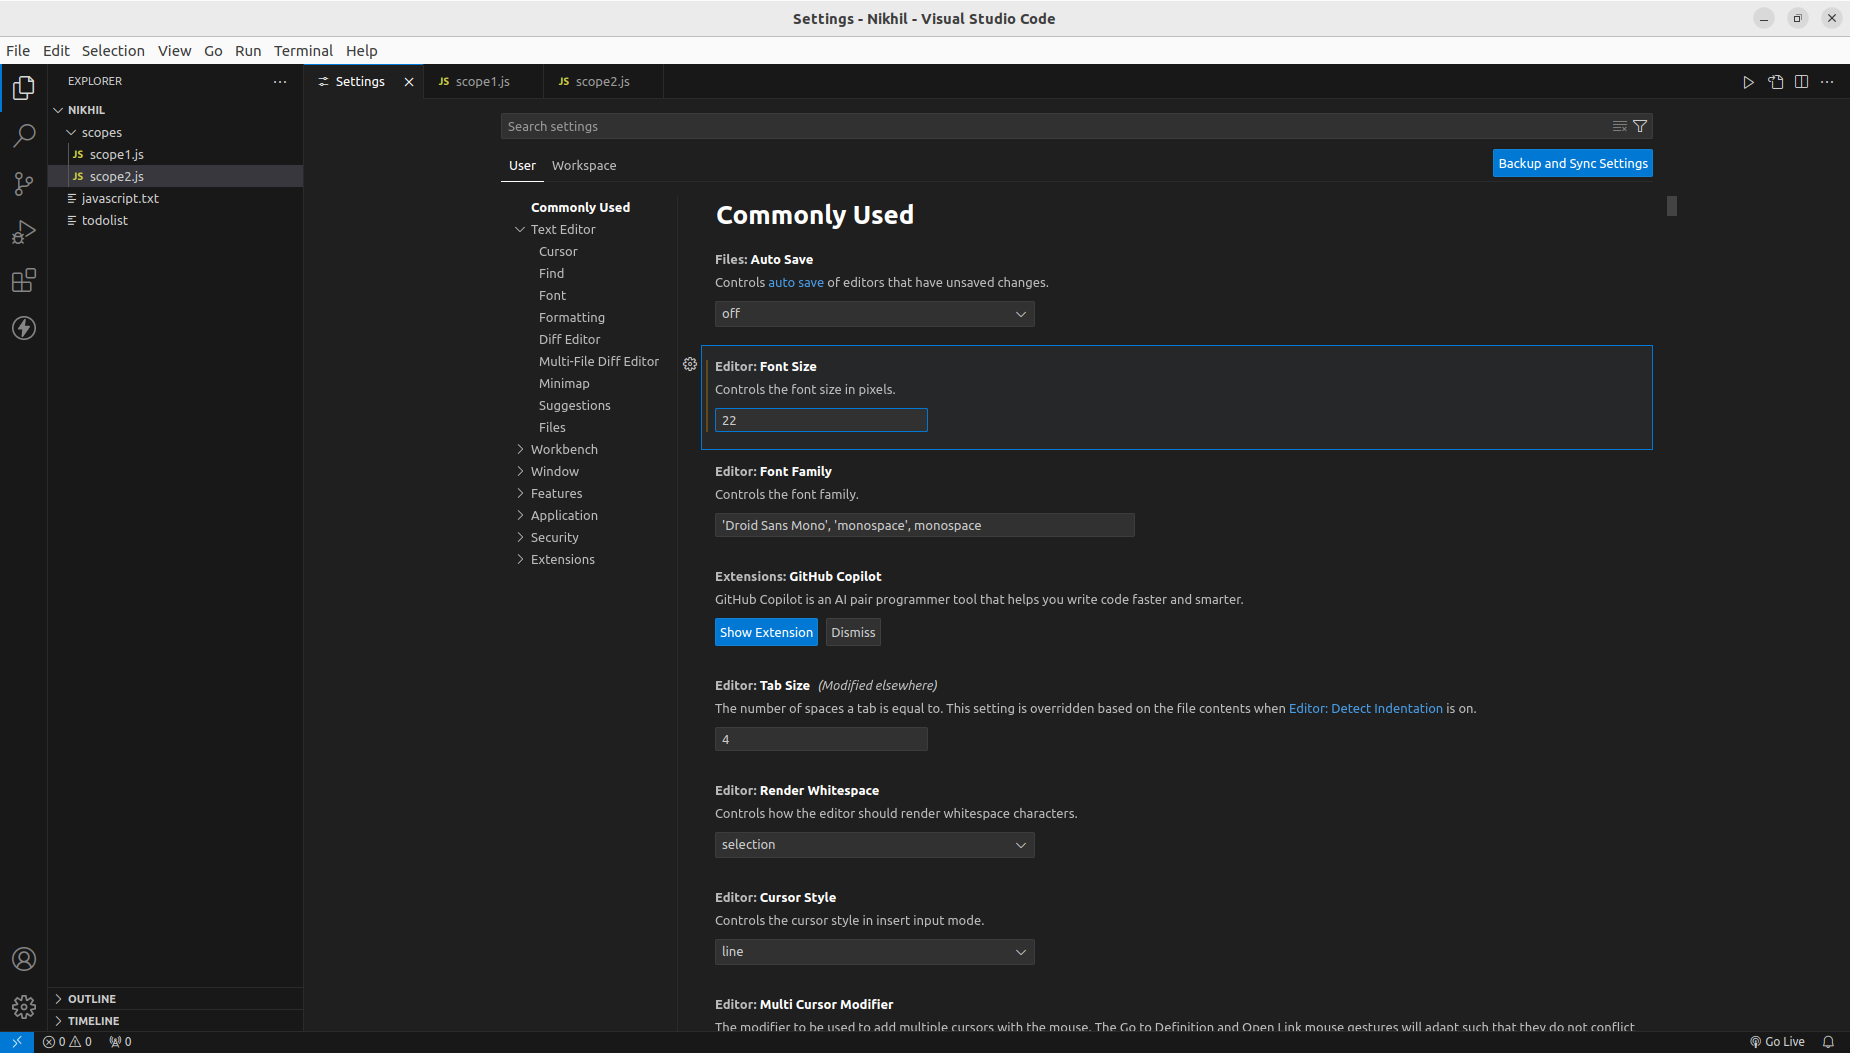 Settings - Nikhil - Visual Studio Code
File Edit Selection View Go Run Terminal Help
EXPLORER
NIKHIL
scopes
JS scope1.js
JS scope2.js
javascript.txt
todolist
OUTLINE
TIMELINE
Settings
JS scope1.js
JS scope2.js
Search settings
User Workspace
Backup and Sync Settings
Commonly Used
Text Editor
Cursor
Find
Font
Formatting
Diff Editor
Multi-File Diff Editor
Minimap
Suggestions
Files
Workbench
Window
Features
Application
Security
Extensions
Commonly Used
Files: Auto Save
Controls auto save of editors that have unsaved changes.
off
Editor: Font Size
Controls the font size in pixels.
22
Editor: Font Family
Controls the font family.
'Droid Sans Mono', 'monospace', monospace
Extensions: GitHub Copilot
GitHub Copilot is an AI pair programmer tool that helps you write code faster and smarter.
Show Extension Dismiss
Editor: Tab Size (Modified elsewhere)
The number of spaces a tab is equal to. This setting is overridden based on the file contents when Editor: Detect Indentation is on.
4
Editor: Render Whitespace
Controls how the editor should render whitespace characters.
selection
Editor: Cursor Style
Controls the cursor style in insert input mode.
line
Editor: Multi Cursor Modifier
The modifier to be used to add multiple cursors with the mouse. The Go to Definition and Open Link mouse gestures will adapt such that they do not conflict
0 0 0
Go Live